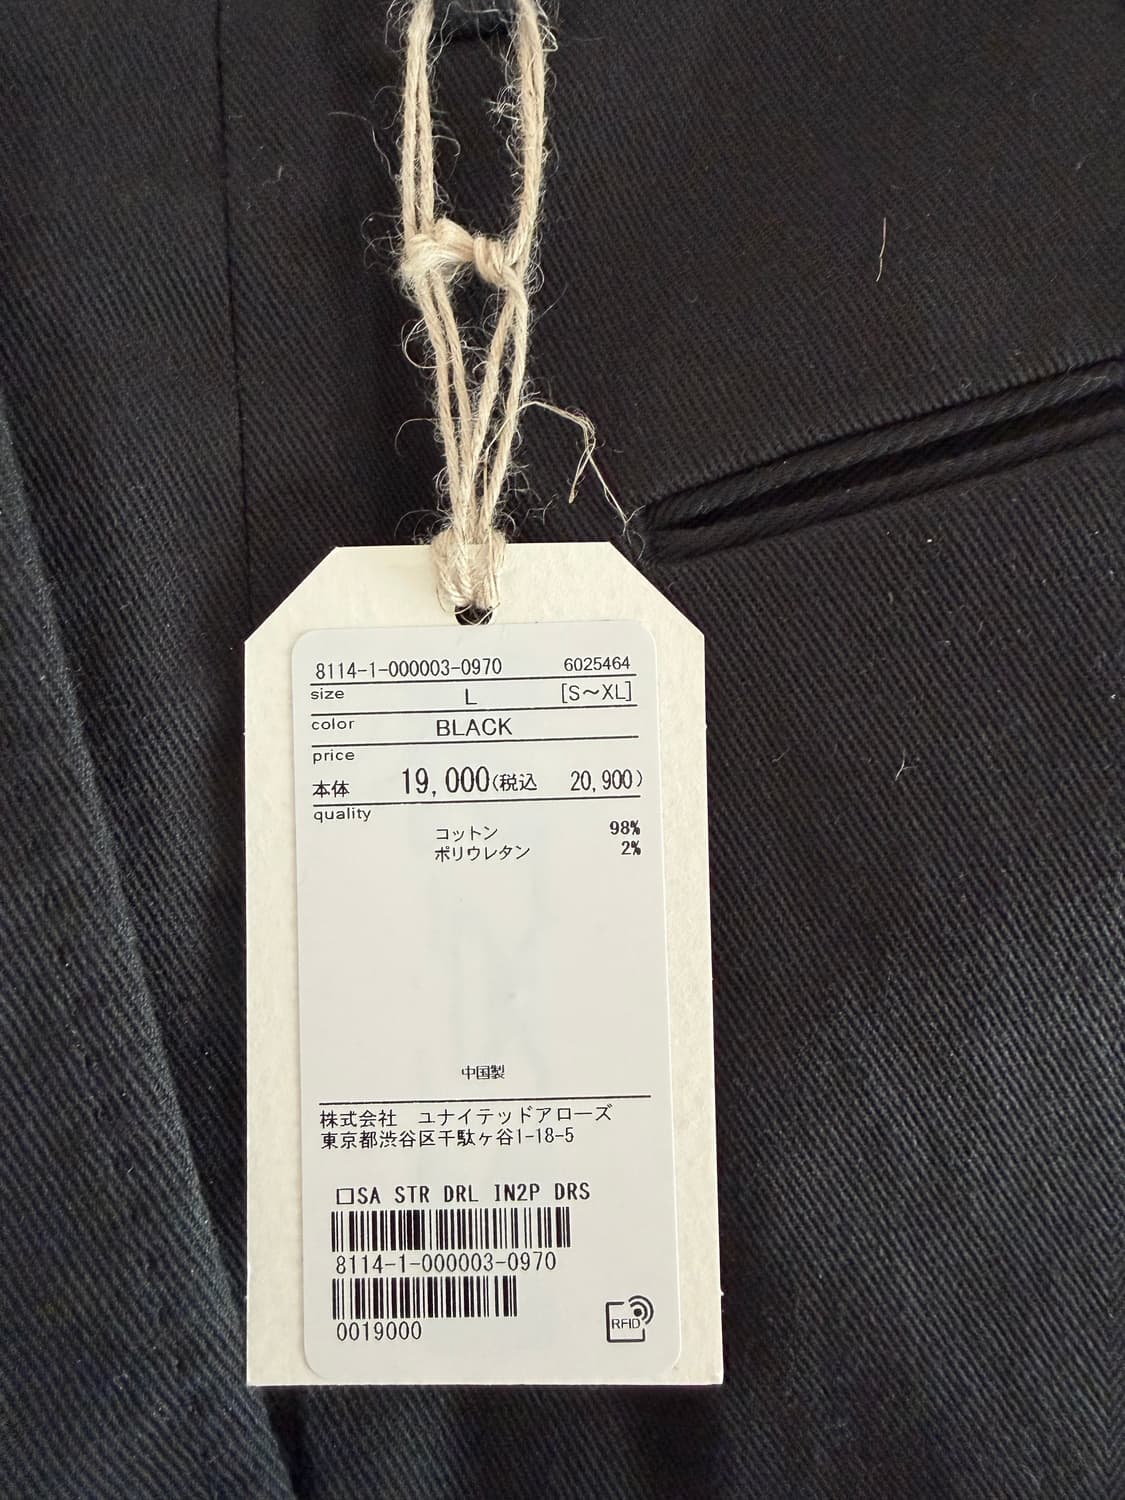 8114-1-000003-0970 6025464
size L [S～XL]
color BLACK
price
本体 19,000(税込 20,900)
quality
コットン 98%
ポリウレタン 2%
中国製
株式会社 ユナイテッドアローズ
東京都渋谷区千駄ヶ谷1-18-5
□SA STR DRL IN2P DRS
8114-1-000003-0970
0019000
RFID